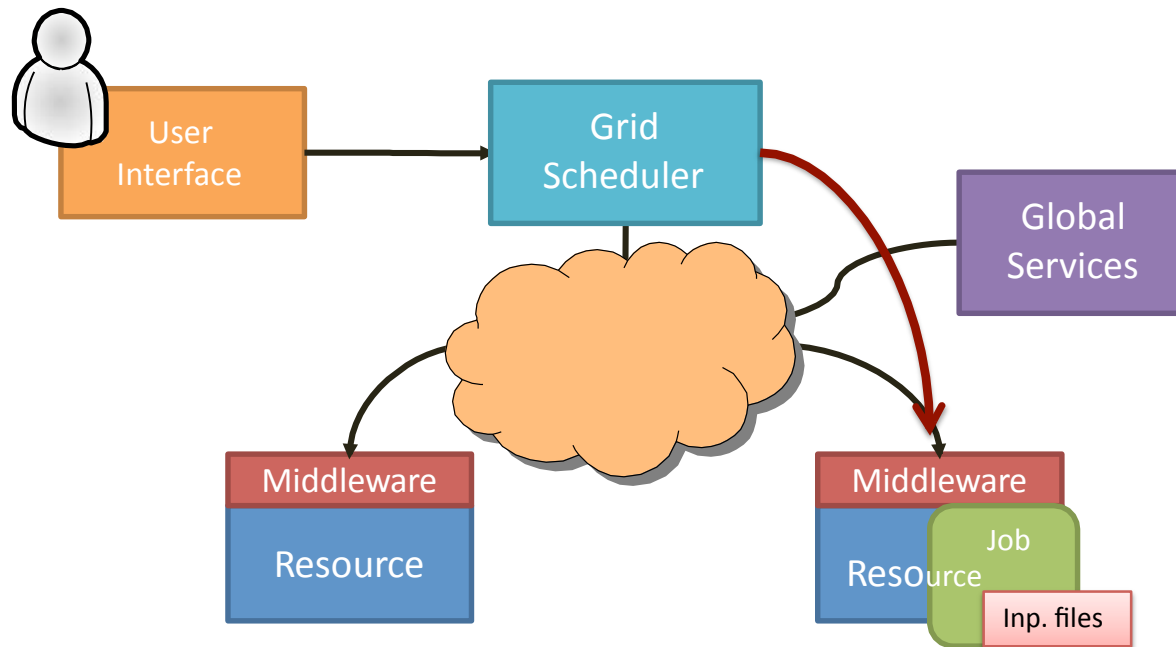 User
Interface
Grid
Scheduler
Global
Services
Middleware
Resource
Middleware
Resource
Job
Inp. files